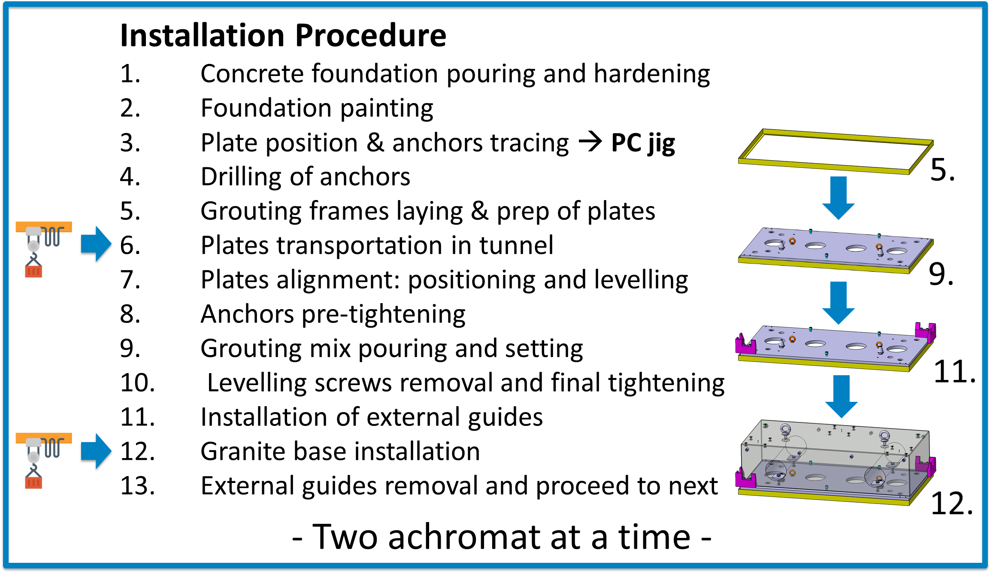 Installation Procedure
1. Concrete foundation pouring and hardening
2. Foundation painting
3. Plate position & anchors tracing → PC jig
4. Drilling of anchors
5. Grouting frames laying & prep of plates
6. Plates transportation in tunnel
7. Plates alignment: positioning and levelling
8. Anchors pre-tightening
9. Grouting mix pouring and setting
10. Levelling screws removal and final tightening
11. Installation of external guides
12. Granite base installation
13. External guides removal and proceed to next
- Two achromat at a time -
5.
9.
11.
12.